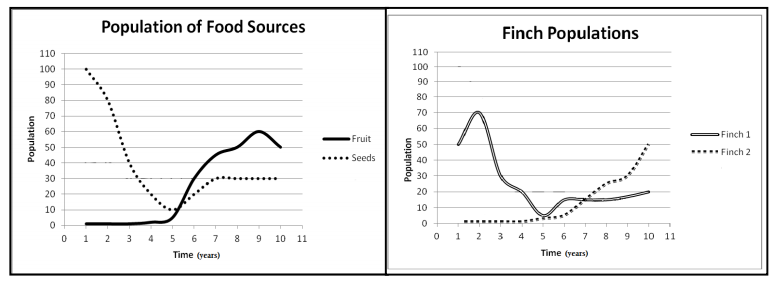 Population of Food Sources
110
100
90
80
70
60
50
40
30
20
10
0
Population
0 1 2 3 4 5 6 7 8 9 10 11
Time (years)
Fruit
Seeds
Finch Populations
110
100
90
80
70
60
50
40
30
20
10
0
Population
0 1 2 3 4 5 6 7 8 9 10 11
Time (years)
Finch 1
Finch 2